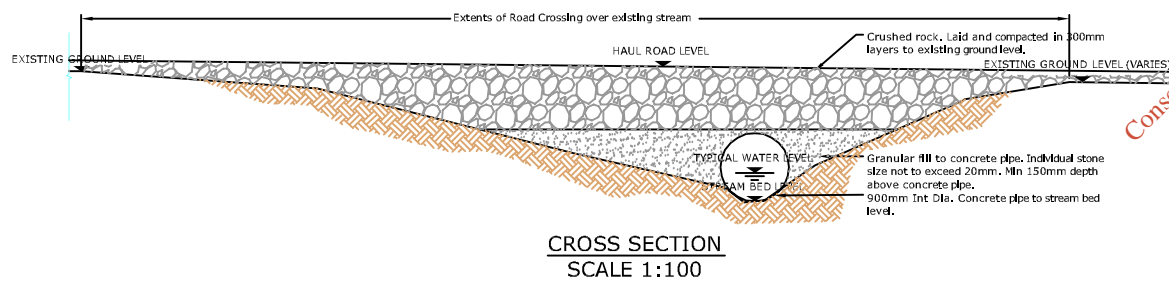 Extents of Road Crossing over existing stream
Crushed rock. Laid and compacted in 300mm
layers to existing ground level.
EXISTING GROUND LEVEL
HAUL ROAD LEVEL
EXISTING GROUND LEVEL (VARIES)
TYPICAL WATER LEVEL
Granular fill to concrete pipe. Individual stone
size not to exceed 20mm. Min 150mm depth
above concrete pipe.
STREAM BED LEVEL
900mm Int Dia. Concrete pipe to stream bed
level.
CROSS SECTION
SCALE 1:100